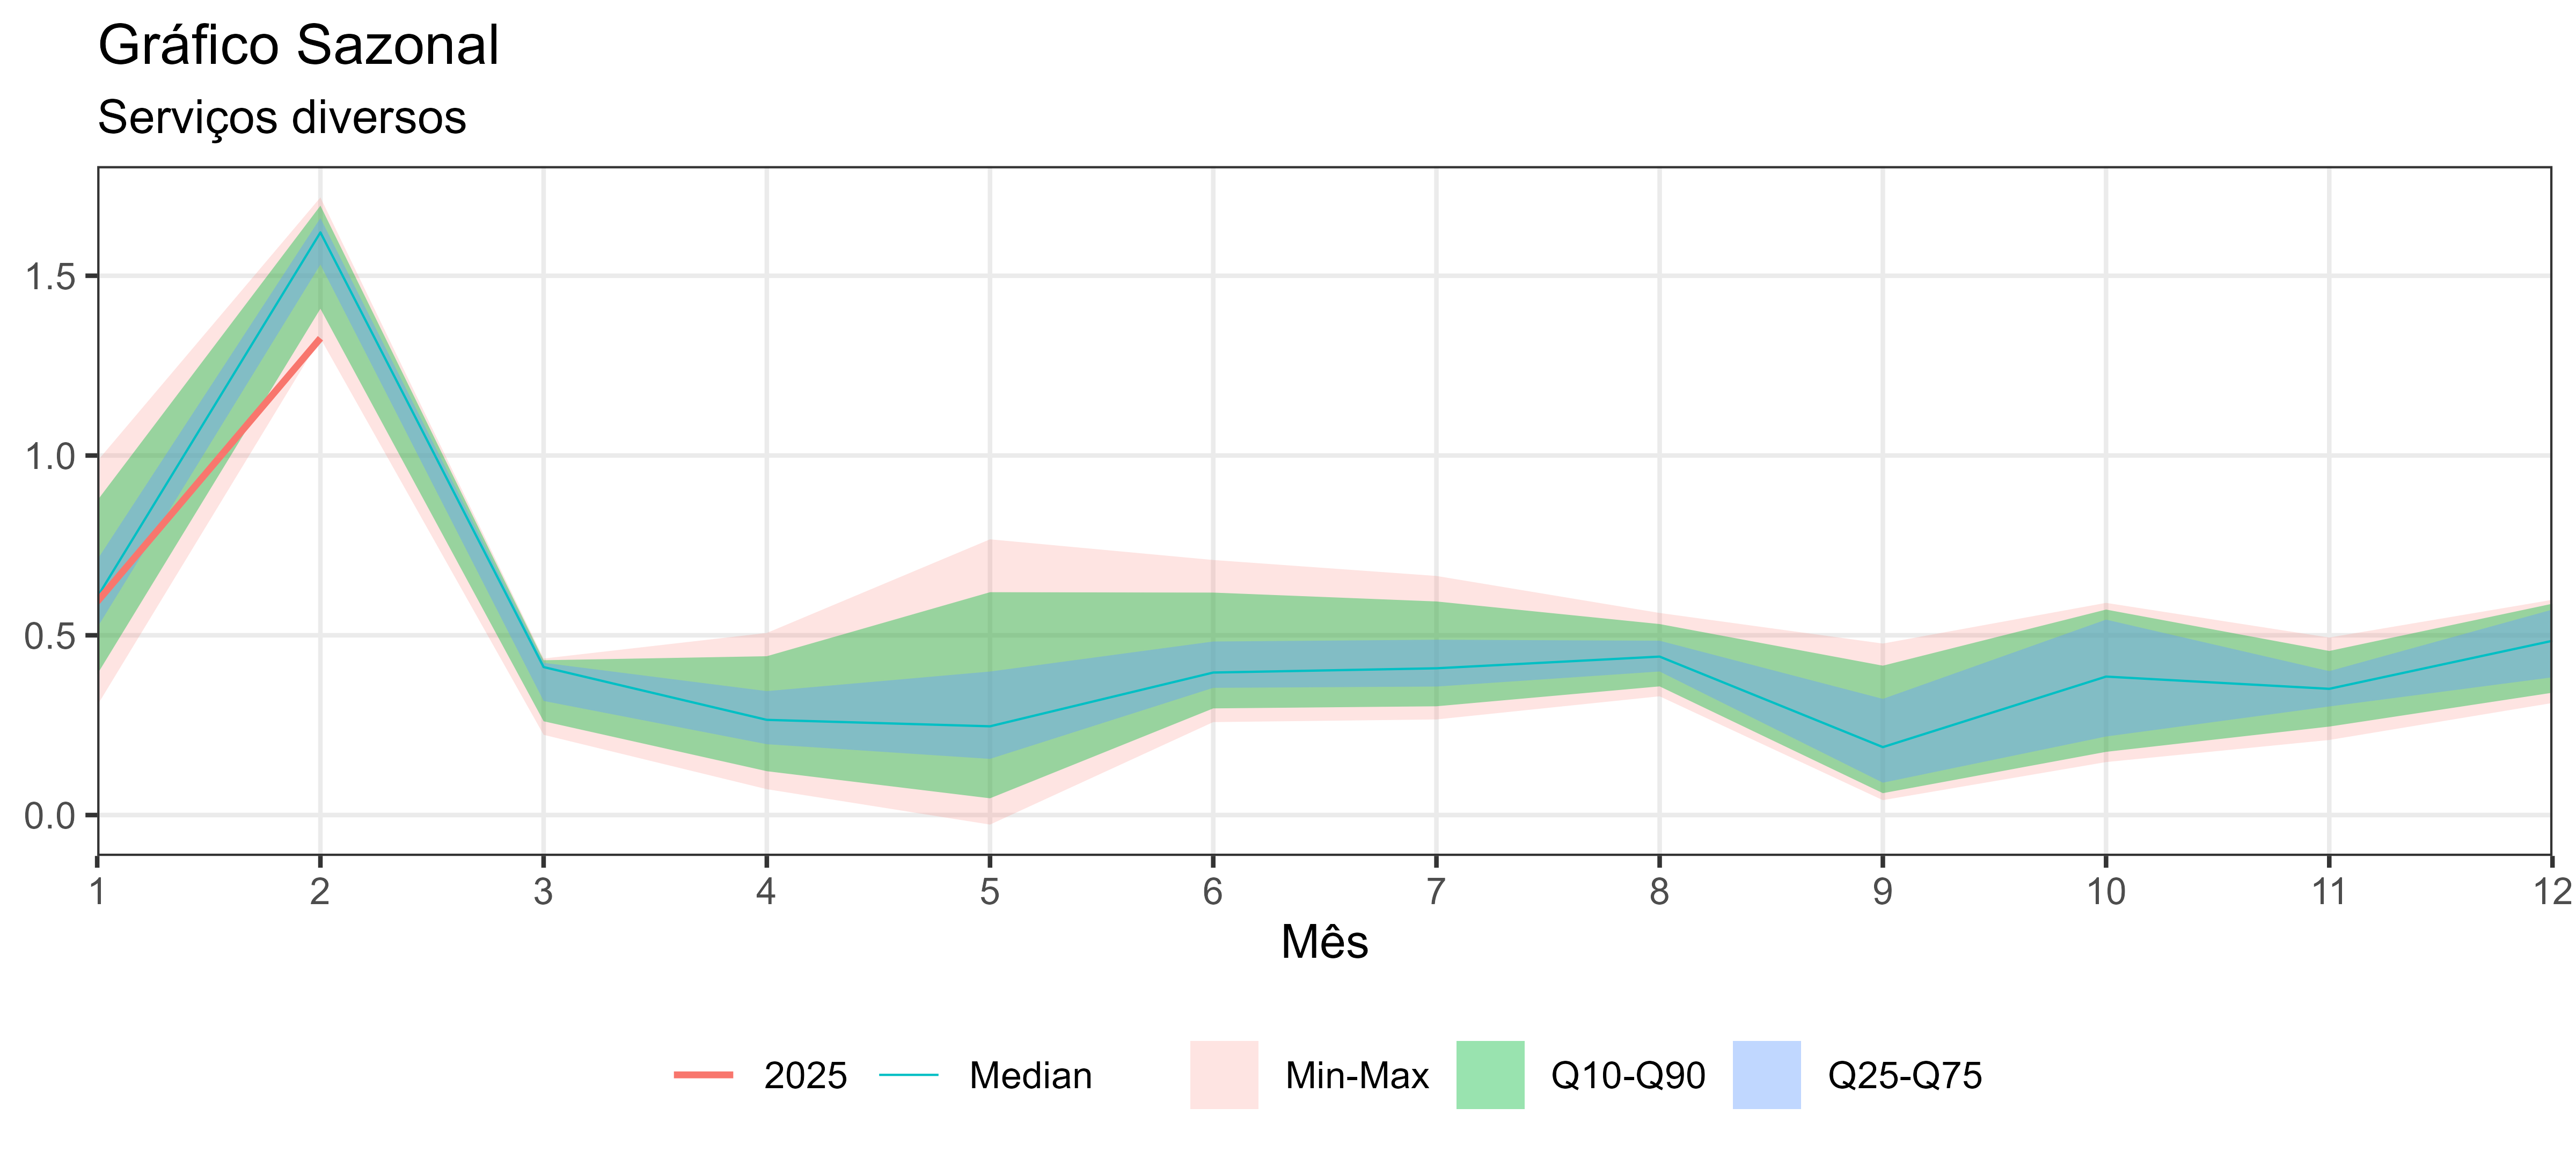 Gráfico Sazonal
Serviços diversos
1.5
1.0
0.5
0.0
1 2 3 4 5 6 7 8 9 10 11 12
Mês
2025 Median Min-Max Q10-Q90 Q25-Q75